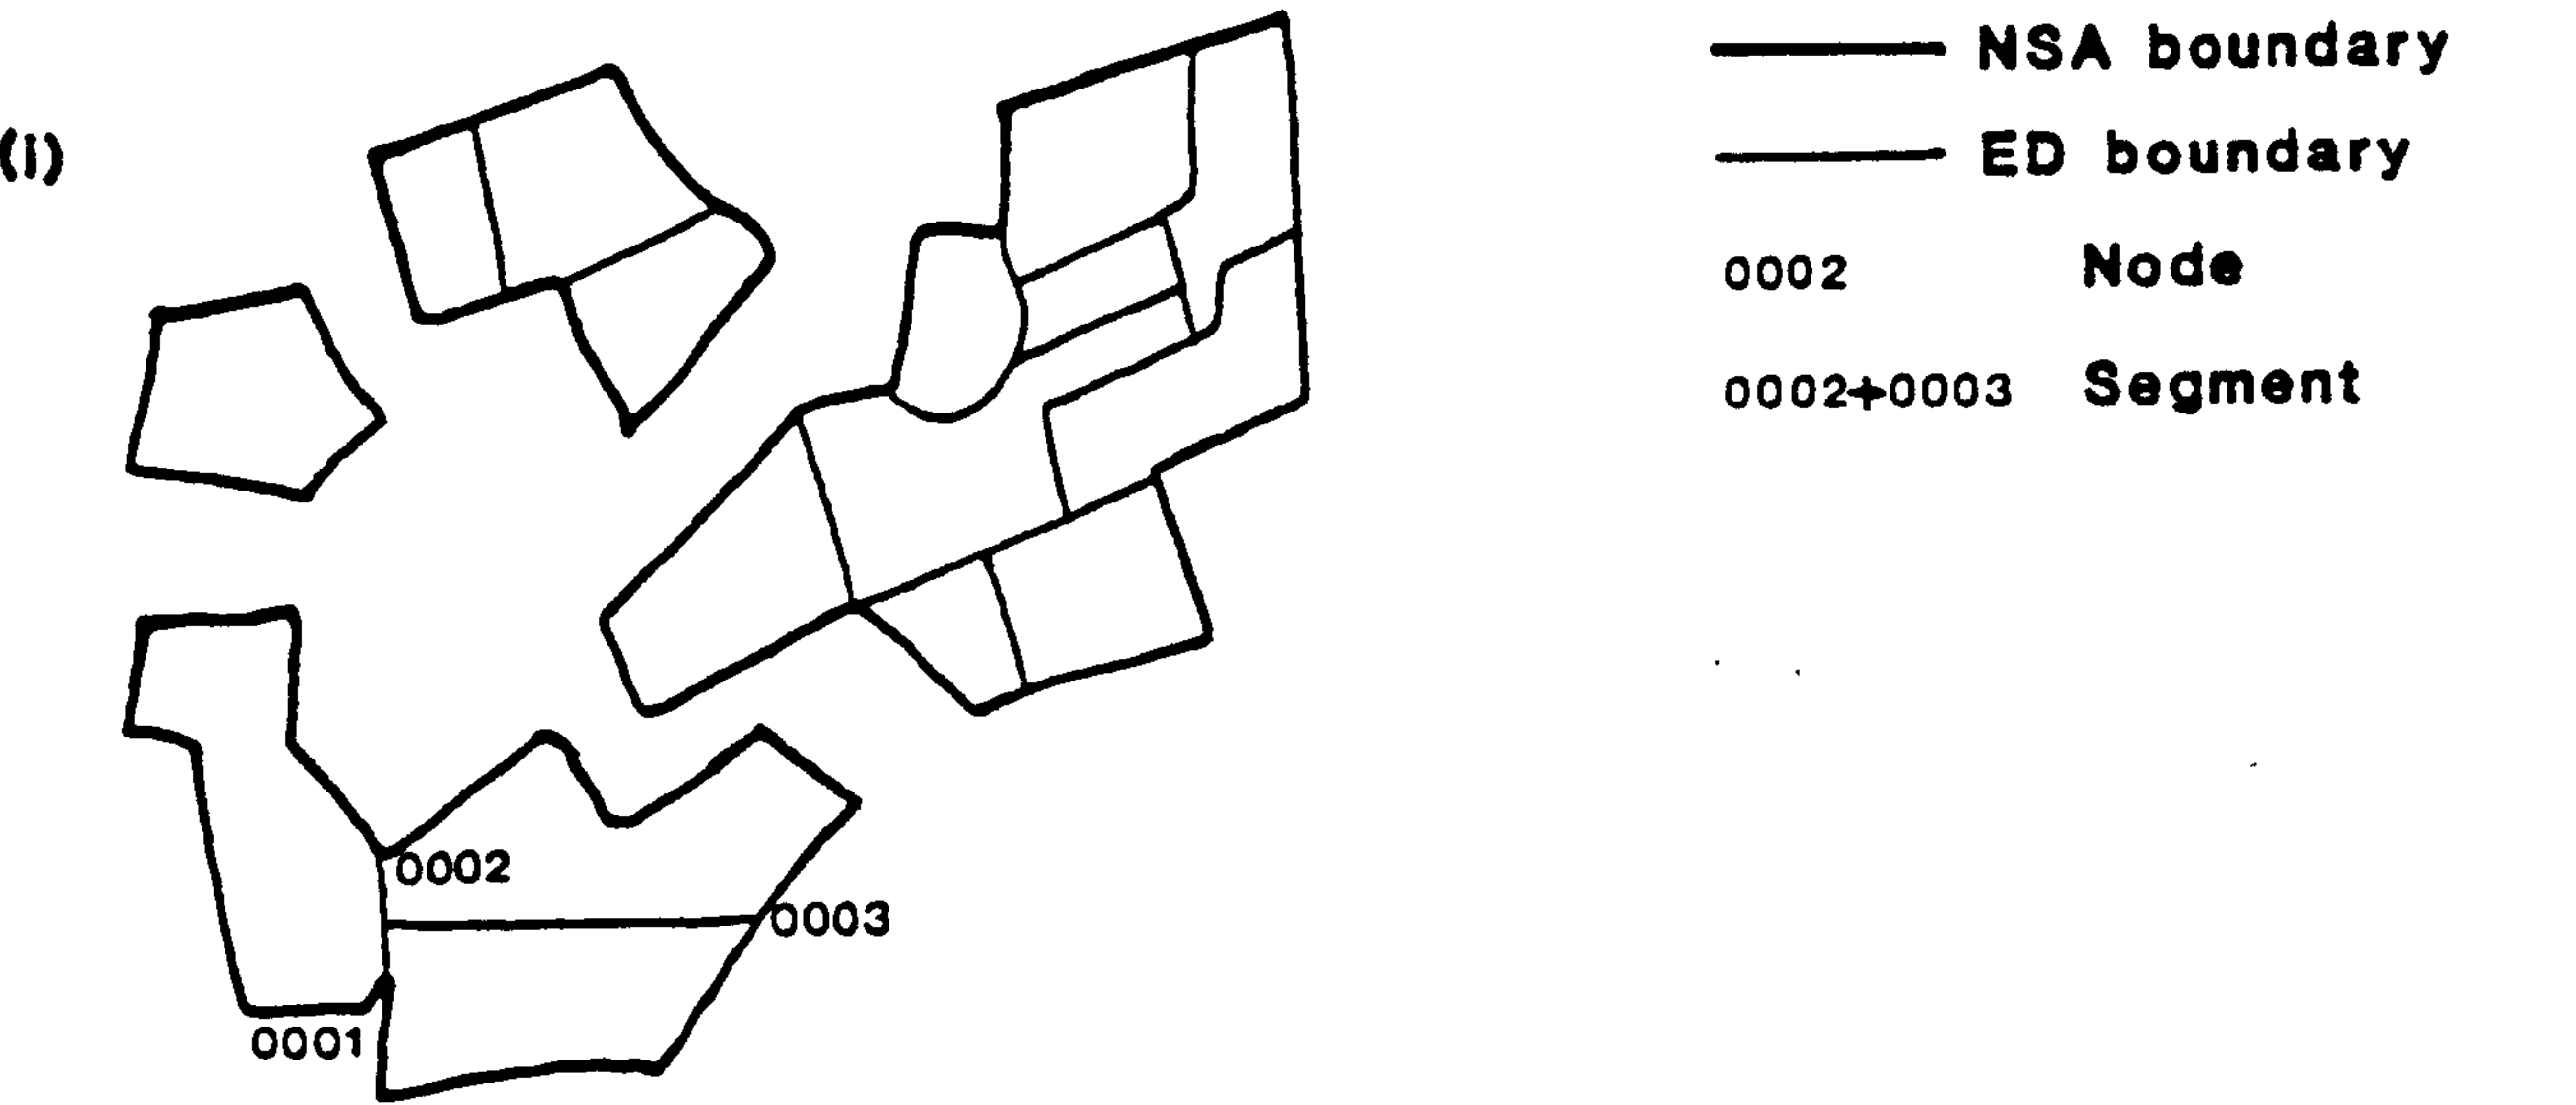 (i)
NSA boundary
ED boundary
0002 Node
0002+0003 Segment
0002
0003
0001